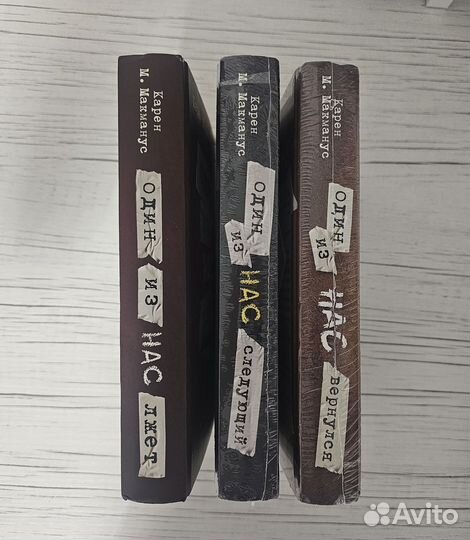 Карен
М. Макманус
один
из
НАС
лжет
Карен
М. Макманус
один
из
НАС
следующий
Карен
М. Макманус
один
из
НАС
вернулся
Avito